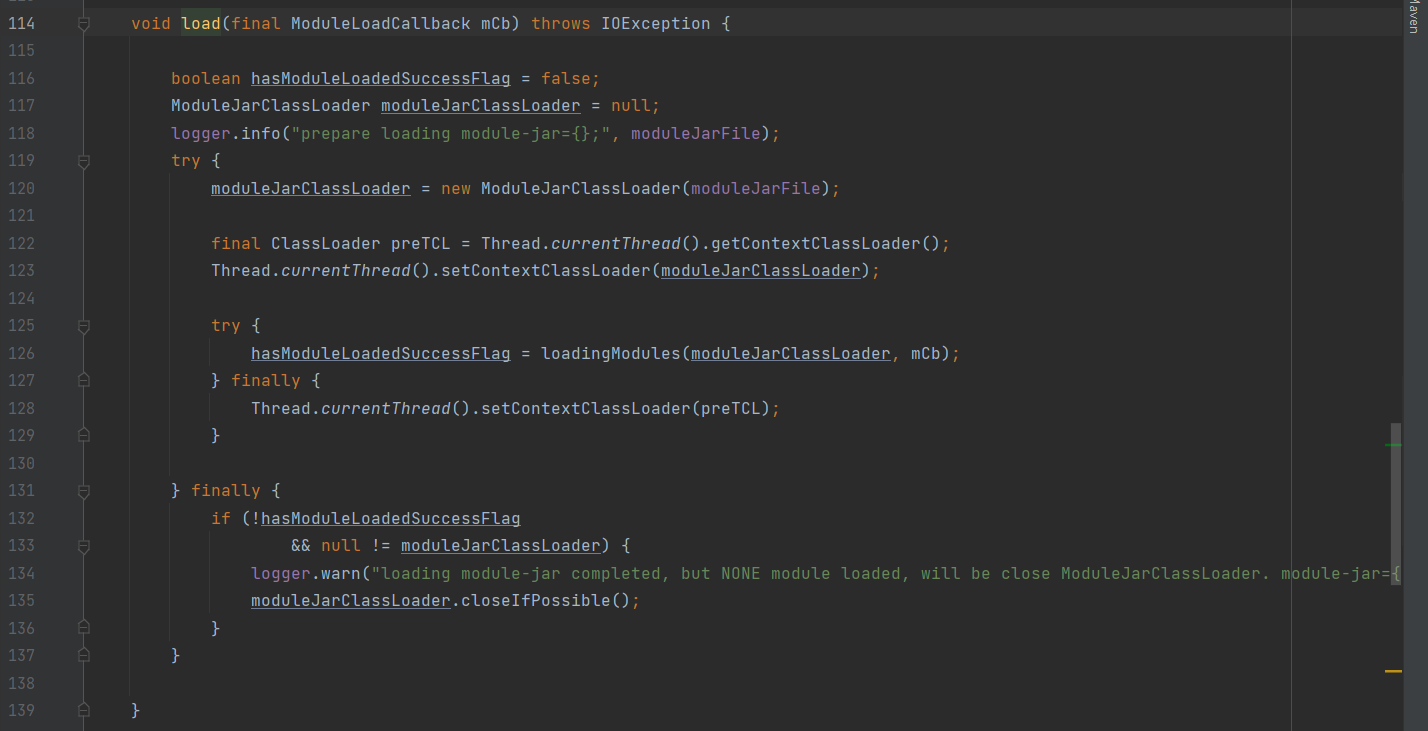 Maven
114 void load(final ModuleLoadCallback mCb) throws IOException {
115
116 boolean hasModuleLoadedSuccessFlag = false;
117 ModuleJarClassLoader moduleJarClassLoader = null;
118 logger.info("prepare loading module-jar={};", moduleJarFile);
119 try {
120 moduleJarClassLoader = new ModuleJarClassLoader(moduleJarFile);
121
122 final ClassLoader preTCL = Thread.currentThread().getContextClassLoader();
123 Thread.currentThread().setContextClassLoader(moduleJarClassLoader);
124
125 try {
126 hasModuleLoadedSuccessFlag = loadingModules(moduleJarClassLoader, mCb);
127 } finally {
128 Thread.currentThread().setContextClassLoader(preTCL);
129 }
130
131 } finally {
132 if (!hasModuleLoadedSuccessFlag
133 && null != moduleJarClassLoader) {
134 logger.warn("loading module-jar completed, but NONE module loaded, will be close ModuleJarClassLoader. module-jar={
135 moduleJarClassLoader.closeIfPossible();
136 }
137 }
138
139 }